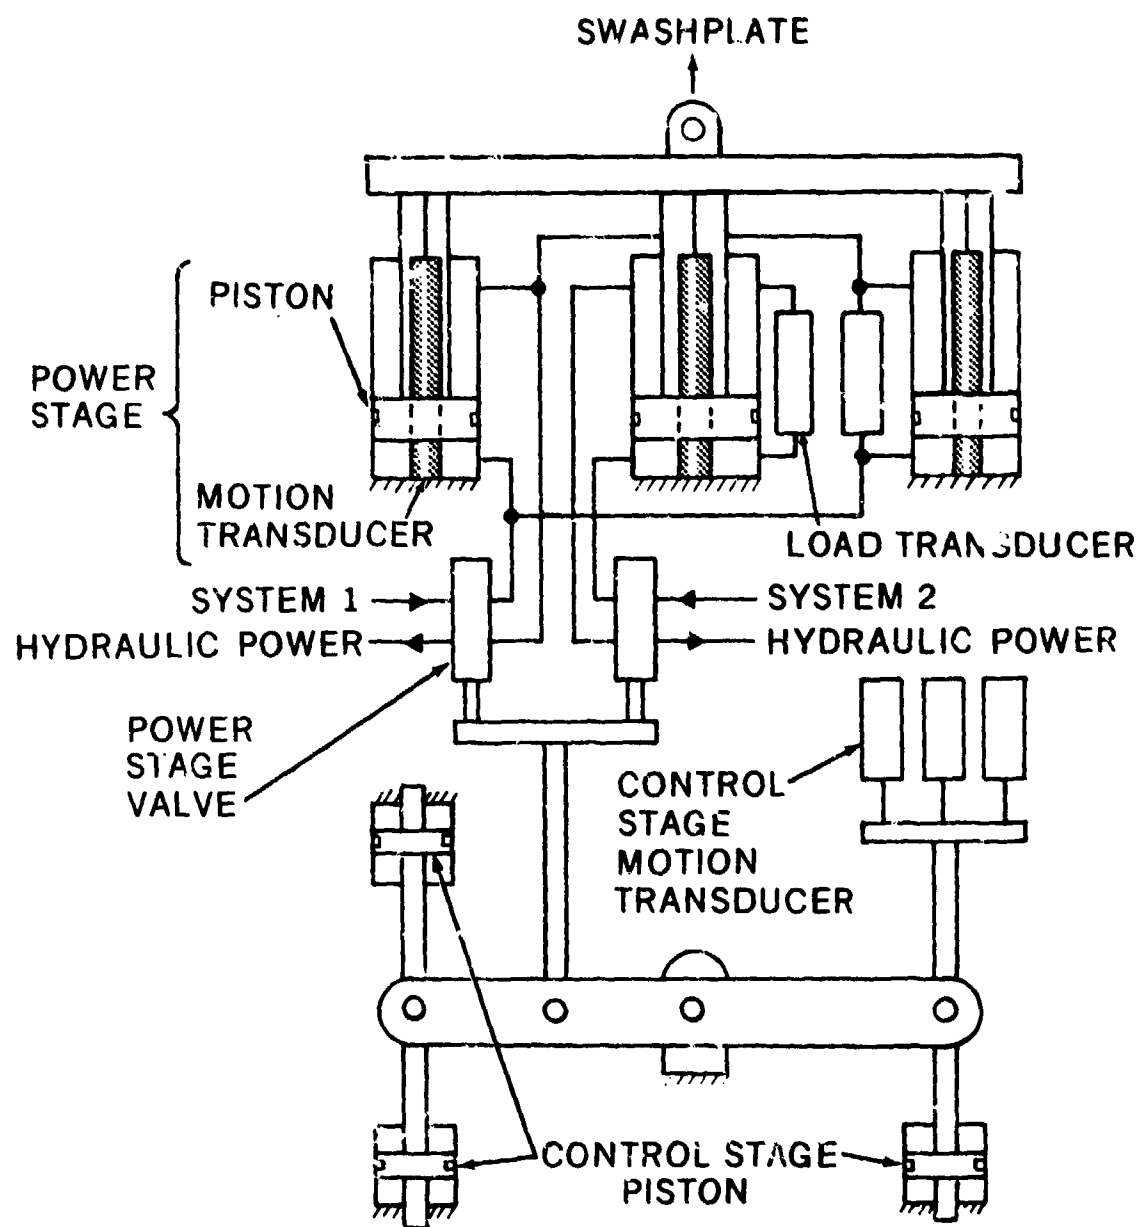 SWASHPLATE
PISTON
POWER
STAGE
MOTION
TRANSDUCER
LOAD TRANSDUCER
SYSTEM 1
HYDRAULIC POWER
SYSTEM 2
HYDRAULIC POWER
POWER
STAGE
VALVE
CONTROL
STAGE
MOTION
TRANSDUCER
CONTROL STAGE
PISTON